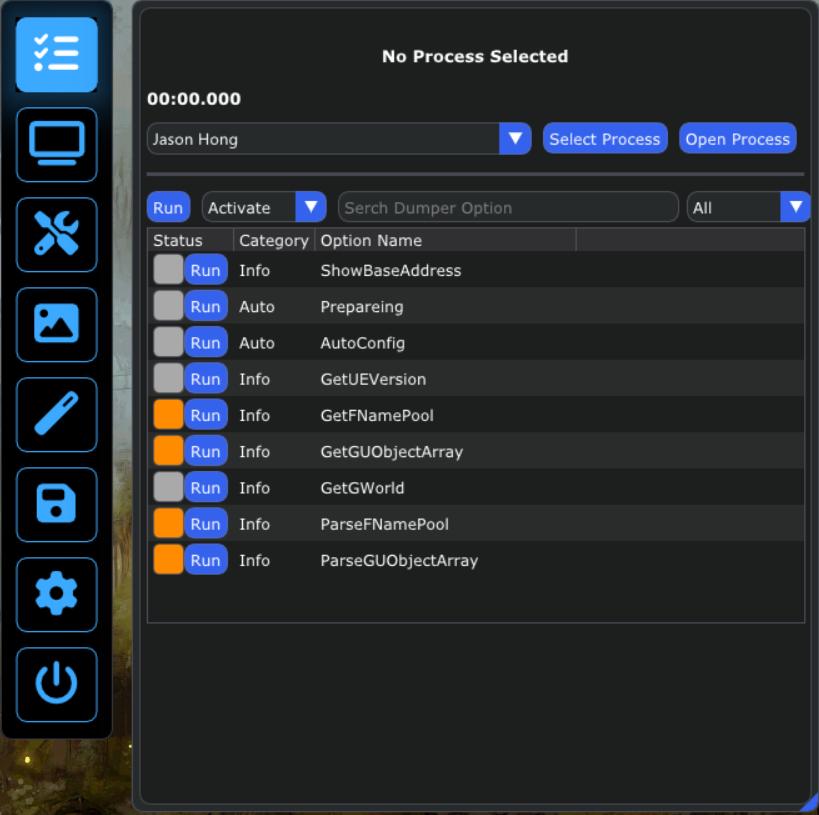 No Process Selected
00:00.000
Jason Hong Select Process Open Process
Run Activate Serch Dumper Option All
Status Category Option Name
Run Info ShowBaseAddress
Run Auto Prepareing
Run Auto AutoConfig
Run Info GetUEVersion
Run Info GetFNamePool
Run Info GetGUObjectArray
Run Info GetGWorld
Run Info ParseFNamePool
Run Info ParseGUObjectArray